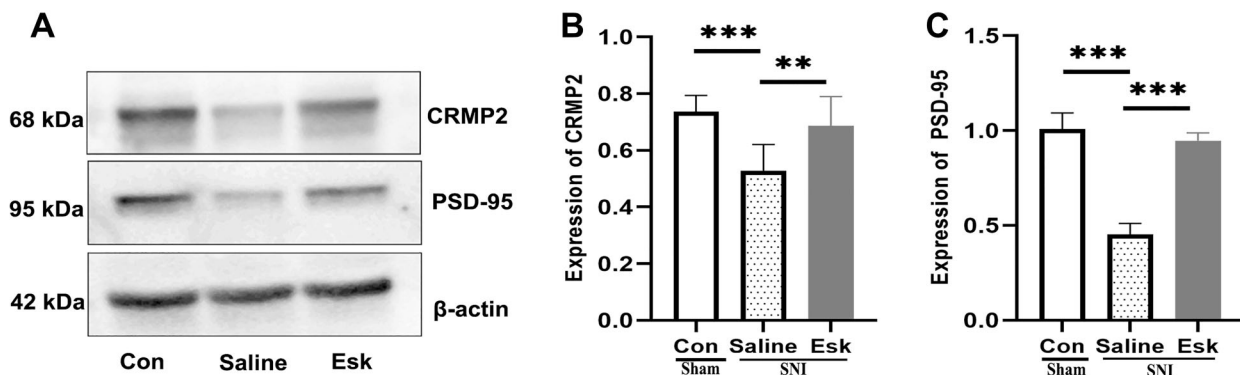 A
68 kDa
CRMP2
95 kDa
PSD-95
42 kDa
β-actin
Con Saline Esk
B
Expression of CRMP2
1.0
0.8
0.6
0.4
0.2
0.0
*** 
**
Con Saline Esk
Sham SNI
C
Expression of PSD-95
1.5
1.0
0.5
0.0
***
***
Con Saline Esk
Sham SNI